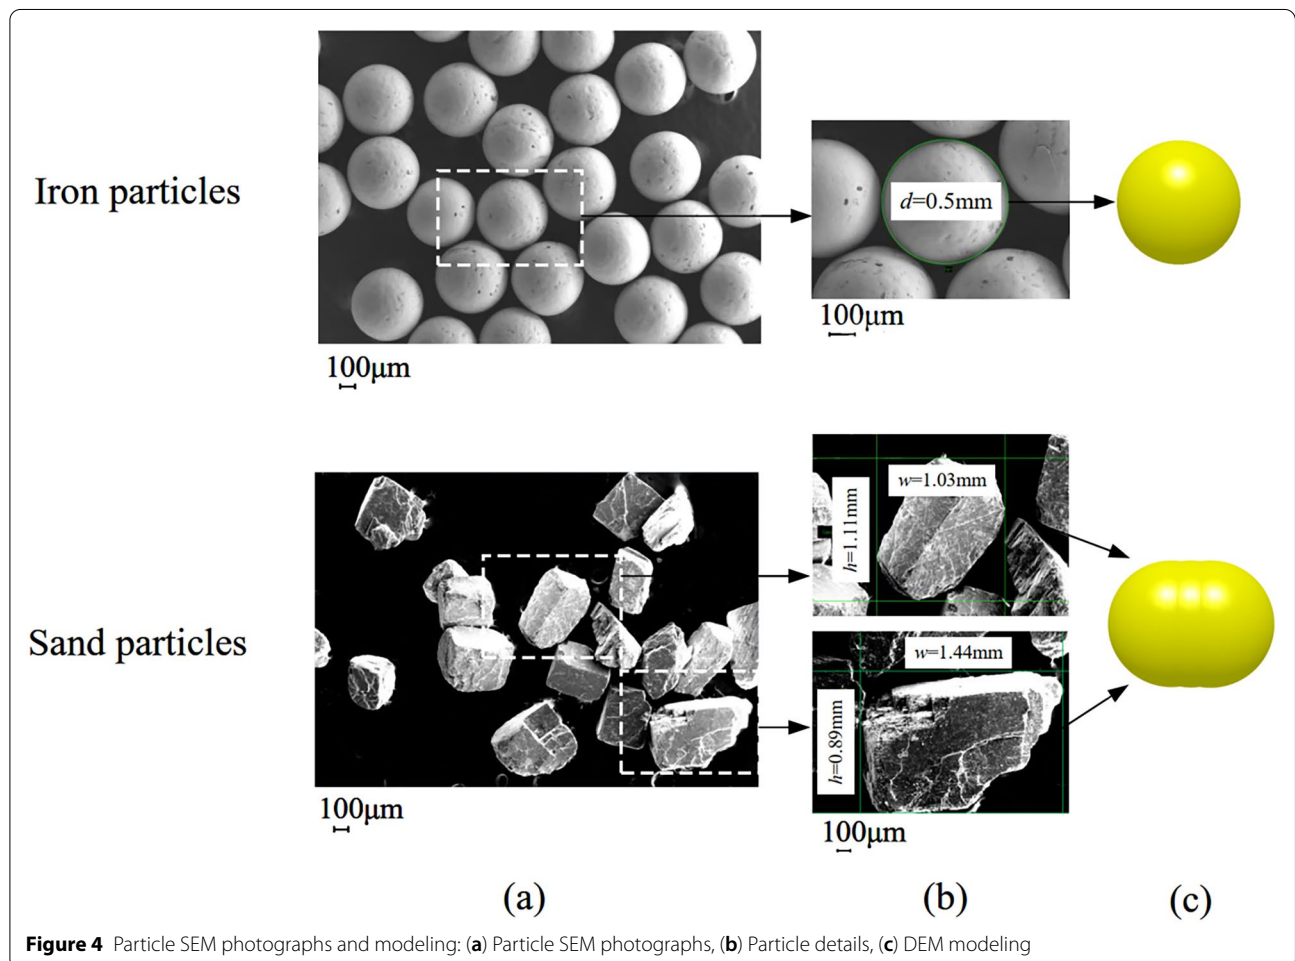 Iron particles
d=0.5mm
100μm
100μm
Sand particles
w=1.03mm
h=1.11mm
w=1.44mm
h=0.89mm
100μm
100μm
(a)
(b)
(c)
Figure 4 Particle SEM photographs and modeling: (a) Particle SEM photographs, (b) Particle details, (c) DEM modeling